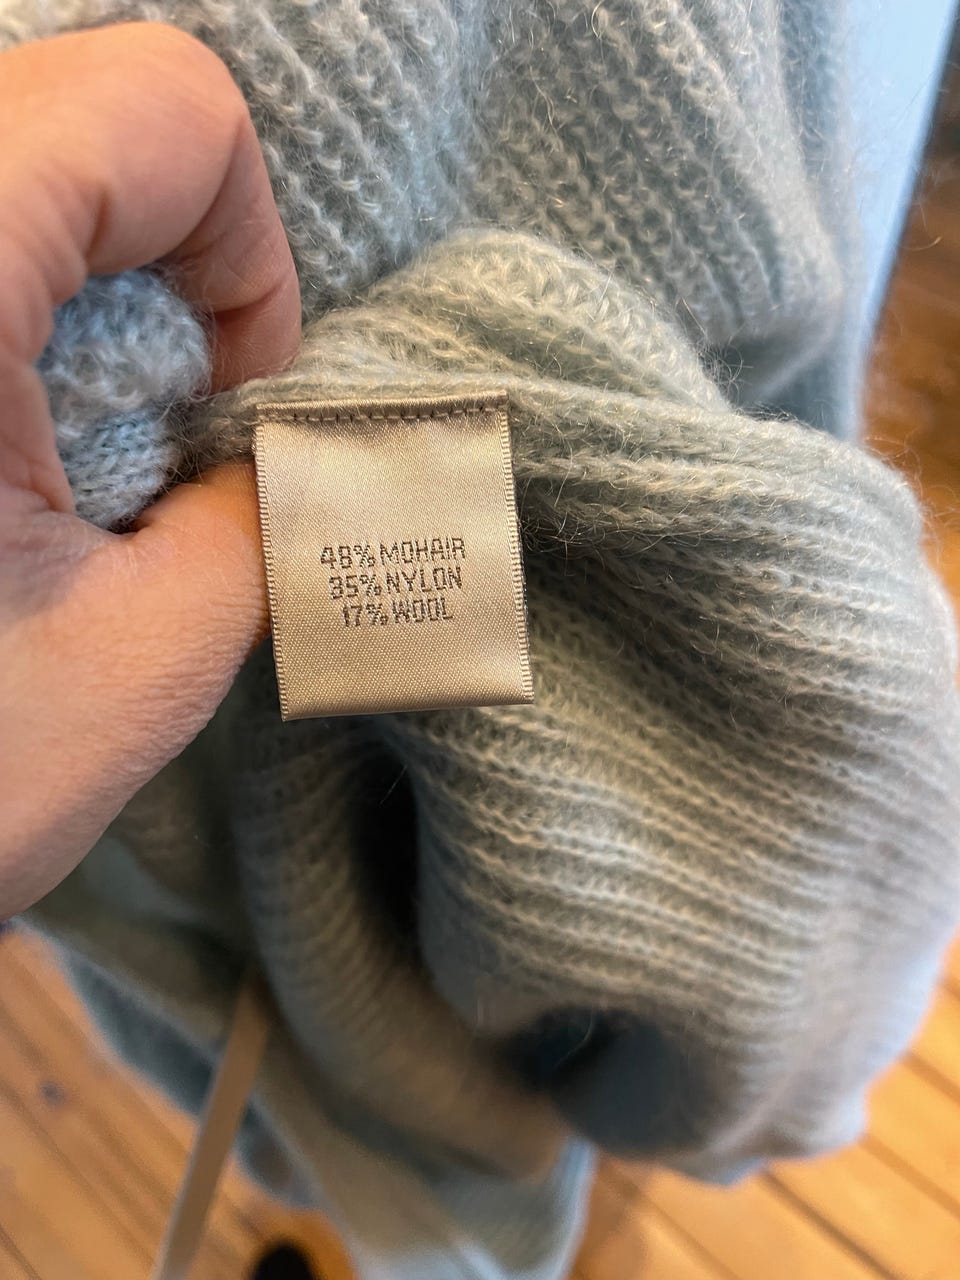 48% MOHAIR
35% NYLON
17% WOOL